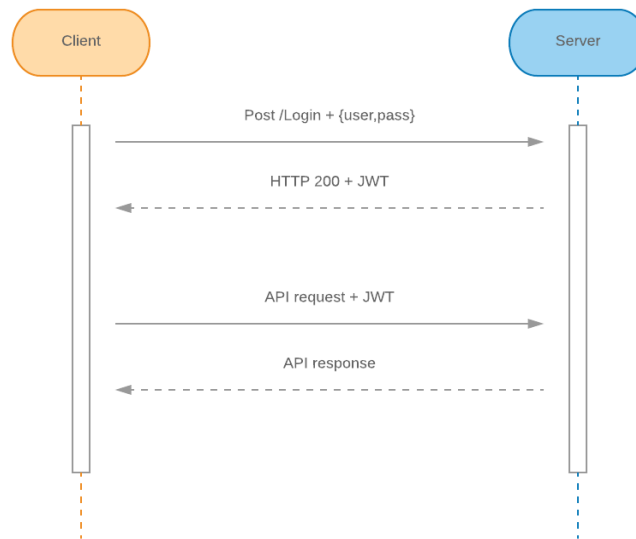 Client
Server
Post /Login + {user,pass}
HTTP 200 + JWT
API request + JWT
API response